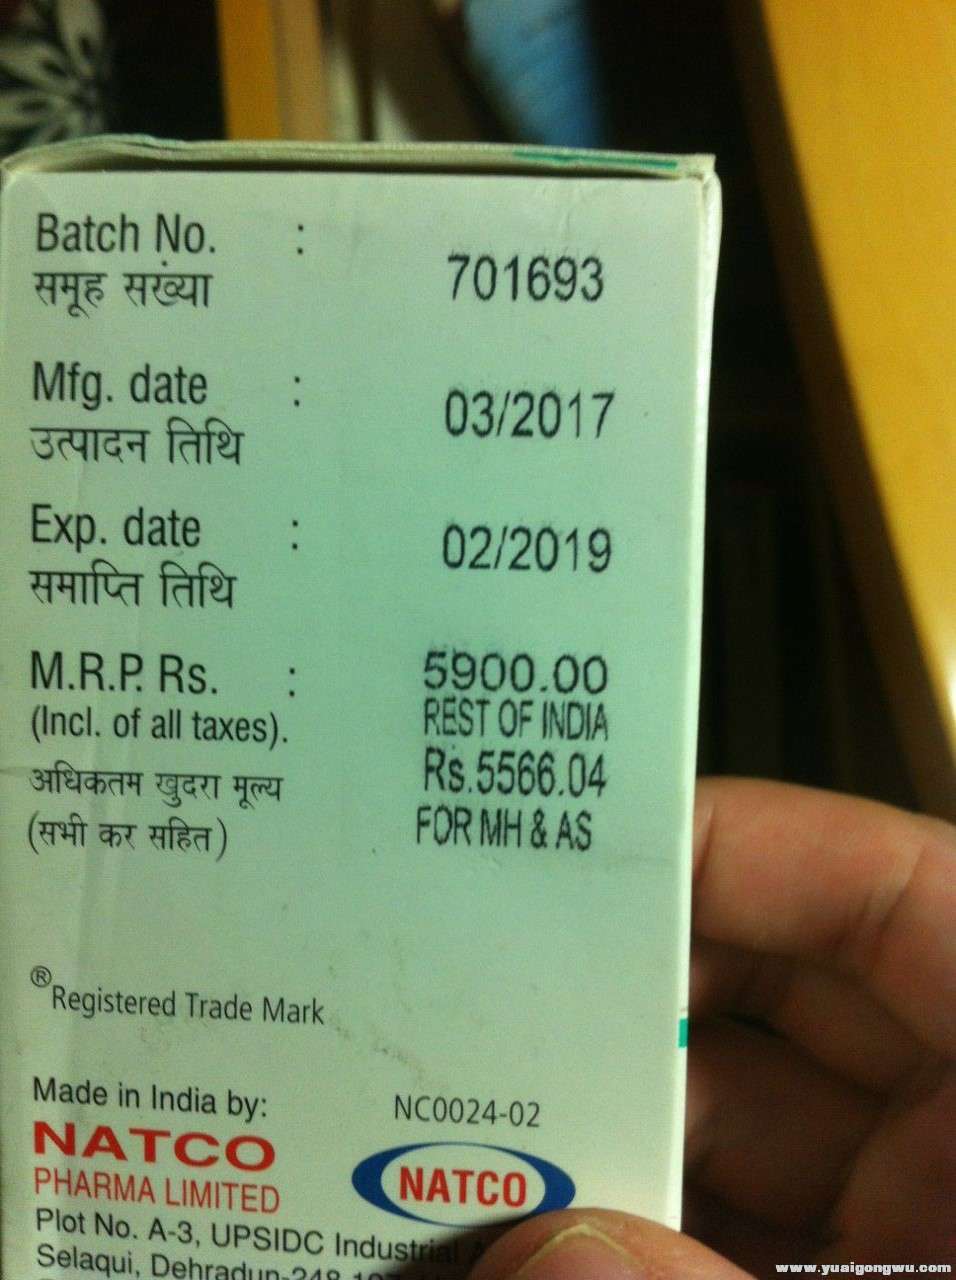 Batch No. : 701693
समूह संख्या
Mfg. date : 03/2017
उत्पादन तिथि
Exp. date : 02/2019
समाप्ति तिथि
M.R.P. Rs. : 5900.00
(Incl. of all taxes). REST OF INDIA
अधिकतम खुदरा मूल्य Rs.5566.04
(सभी कर सहित) FOR MH & AS
®Registered Trade Mark
Made in India by: NC0024-02
NATCO
PHARMA LIMITED NATCO
Plot No. A-3, UPSIDC Industrial
Selaqui, Dehradun-248
www.yuaigongwu.com